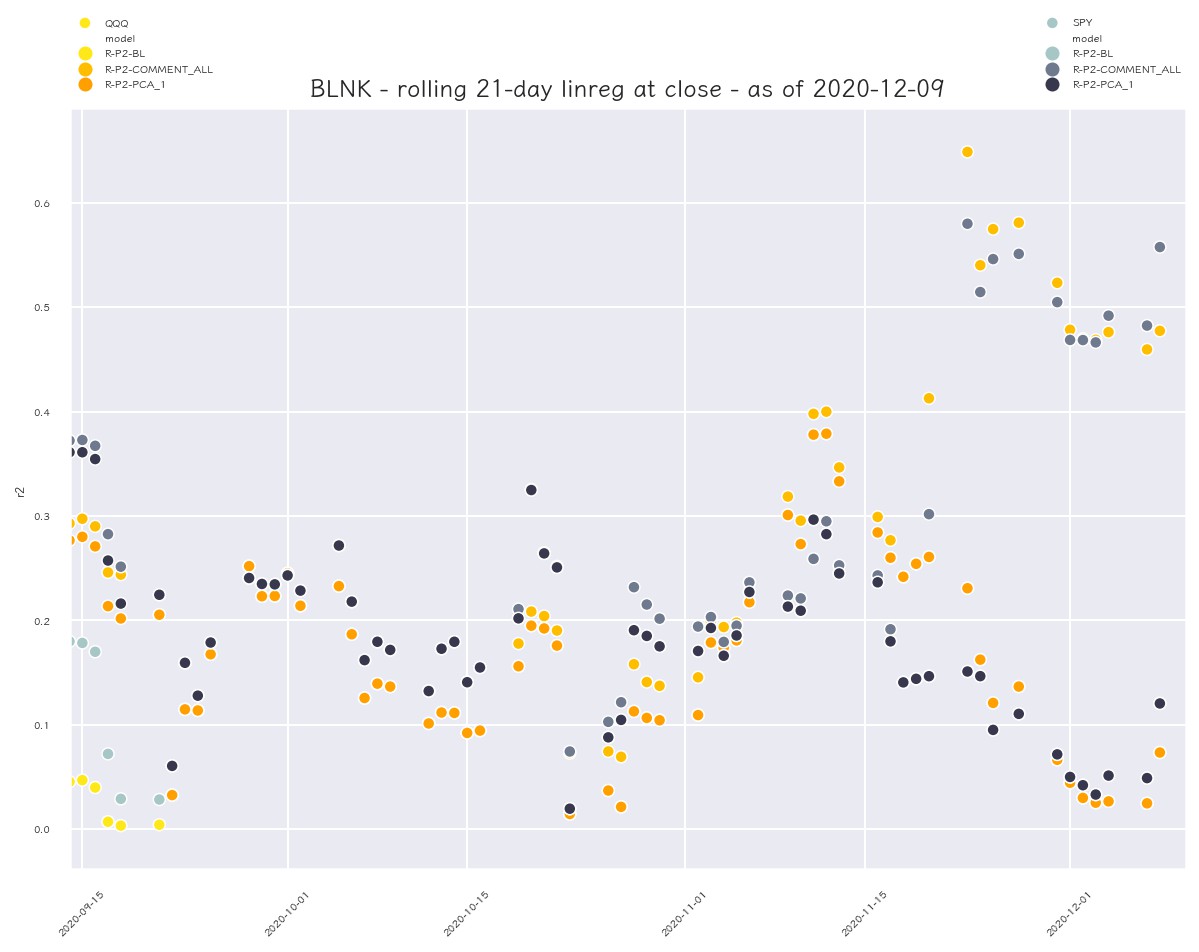 QQQ
model
R-P2-BL
R-P2-COMMENT_ALL
R-P2-PCA_1
SPY
model
R-P2-BL
R-P2-COMMENT_ALL
R-P2-PCA_1
BLNK - rolling 21-day linreg at close - as of 2020-12-09
r2
0.6
0.5
0.4
0.3
0.2
0.1
0.0
2020-09-15
2020-10-01
2020-10-15
2020-11-01
2020-11-15
2020-12-01